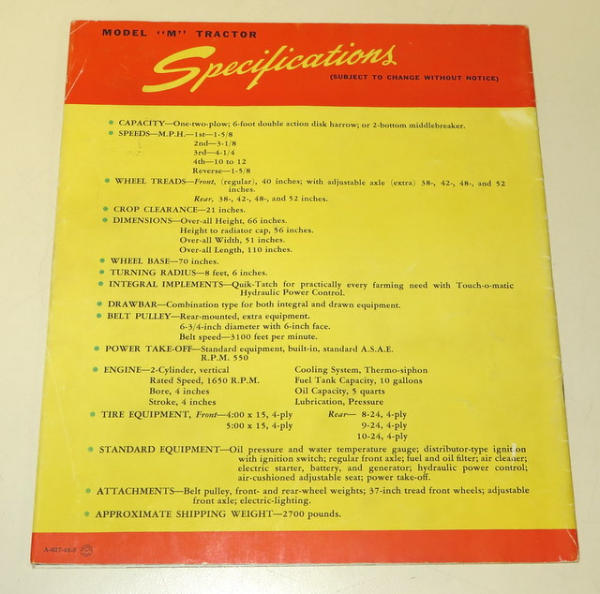 MODEL "M" TRACTOR
Specifications
(SUBJECT TO CHANGE WITHOUT NOTICE)
• CAPACITY—One-two-plow; 6-foot double action disk harrow; or 2-bottom middlebreaker.
• SPEEDS—M.P.H.—1st—1-5/8
2nd—3-1/8
3rd—4-1/4
4th—10 to 12
Reverse—1-5/8
• WHEEL TREADS—Front, (regular), 40 inches; with adjustable axle (extra) 38-, 42-, 48-, and 52
inches.
Rear, 38-, 42-, 48-, and 52 inches.
• CROP CLEARANCE—21 inches.
• DIMENSIONS—Over-all Height, 66 inches.
Height to radiator cap, 56 inches.
Over-all Width, 51 inches.
Over-all Length, 110 inches.
• WHEEL BASE—70 inches.
• TURNING RADIUS—8 feet, 6 inches.
• INTEGRAL IMPLEMENTS—Quik-Tatch for practically every farming need with Touch-o-matic
Hydraulic Power Control.
• DRAWBAR—Combination type for both integral and drawn equipment.
• BELT PULLEY—Rear-mounted, extra equipment.
6-3/4-inch diameter with 6-inch face.
Belt speed—3100 feet per minute.
• POWER TAKE-OFF—Standard equipment, built-in, standard A.S.A.E.
R.P.M. 550
• ENGINE—2-Cylinder, vertical Cooling System, Thermo-siphon
Rated Speed, 1650 R.P.M. Fuel Tank Capacity, 10 gallons
Bore, 4 inches Oil Capacity, 5 quarts
Stroke, 4 inches Lubrication, Pressure
• TIRE EQUIPMENT, Front—4:00 x 15, 4-ply Rear— 8-24, 4-ply
5:00 x 15, 4-ply 9-24, 4-ply
10-24, 4-ply
• STANDARD EQUIPMENT—Oil pressure and water temperature gauge; distributor-type ignition
with ignition switch; regular front axle; fuel and oil filter; air cleaner;
electric starter, battery, and generator; hydraulic power control;
air-cushioned adjustable seat; power take-off.
• ATTACHMENTS—Belt pulley, front- and rear-wheel weights; 37-inch tread front wheels; adjustable
front axle; electric-lighting.
• APPROXIMATE SHIPPING WEIGHT—2700 pounds.